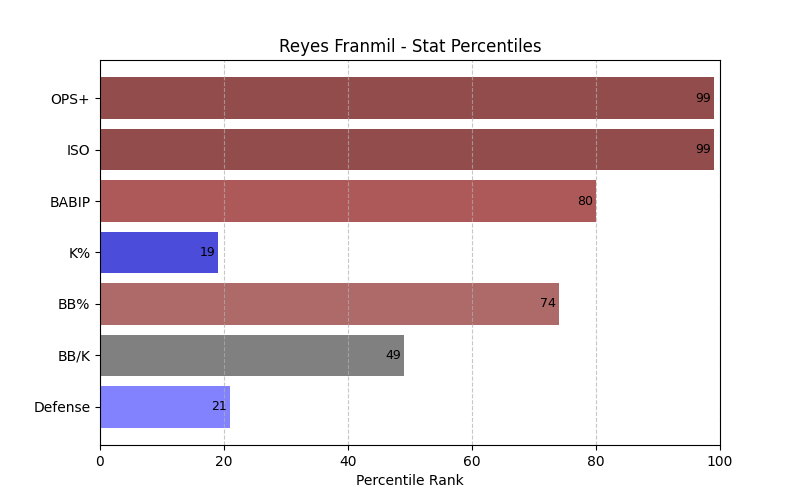 Reyes Franmil - Stat Percentiles
OPS+ 99
ISO 99
BABIP 80
K% 19
BB% 74
BB/K 49
Defense 21
0 20 40 60 80 100
Percentile Rank